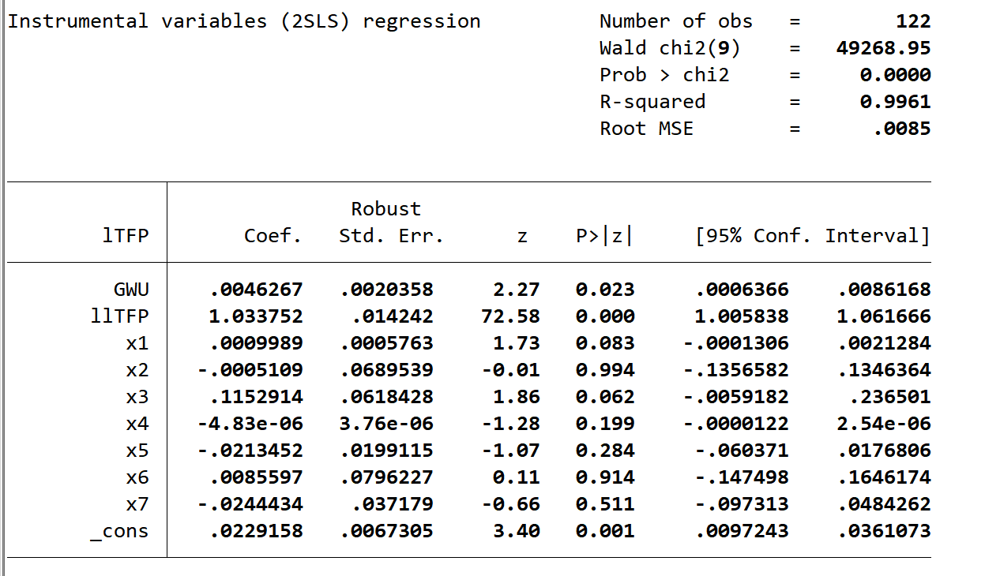 Instrumental variables (2SLS) regression Number of obs = 122
Wald chi2(9) = 49268.95
Prob > chi2 = 0.0000
R-squared = 0.9961
Root MSE = .0085
Robust
lTFP Coef. Std. Err. z P>|z| [95% Conf. Interval]
GWU .0046267 .0020358 2.27 0.023 .0006366 .0086168
llTFP 1.033752 .014242 72.58 0.000 1.005838 1.061666
x1 .0009989 .0005763 1.73 0.083 -.0001306 .0021284
x2 -.0005109 .0689539 -0.01 0.994 -.1356582 .1346364
x3 .1152914 .0618428 1.86 0.062 -.0059182 .236501
x4 -4.83e-06 3.76e-06 -1.28 0.199 -.0000122 2.54e-06
x5 -.0213452 .0199115 -1.07 0.284 -.060371 .0176806
x6 .0085597 .0796227 0.11 0.914 -.147498 .1646174
x7 -.0244434 .037179 -0.66 0.511 -.097313 .0484262
_cons .0229158 .0067305 3.40 0.001 .0097243 .0361073